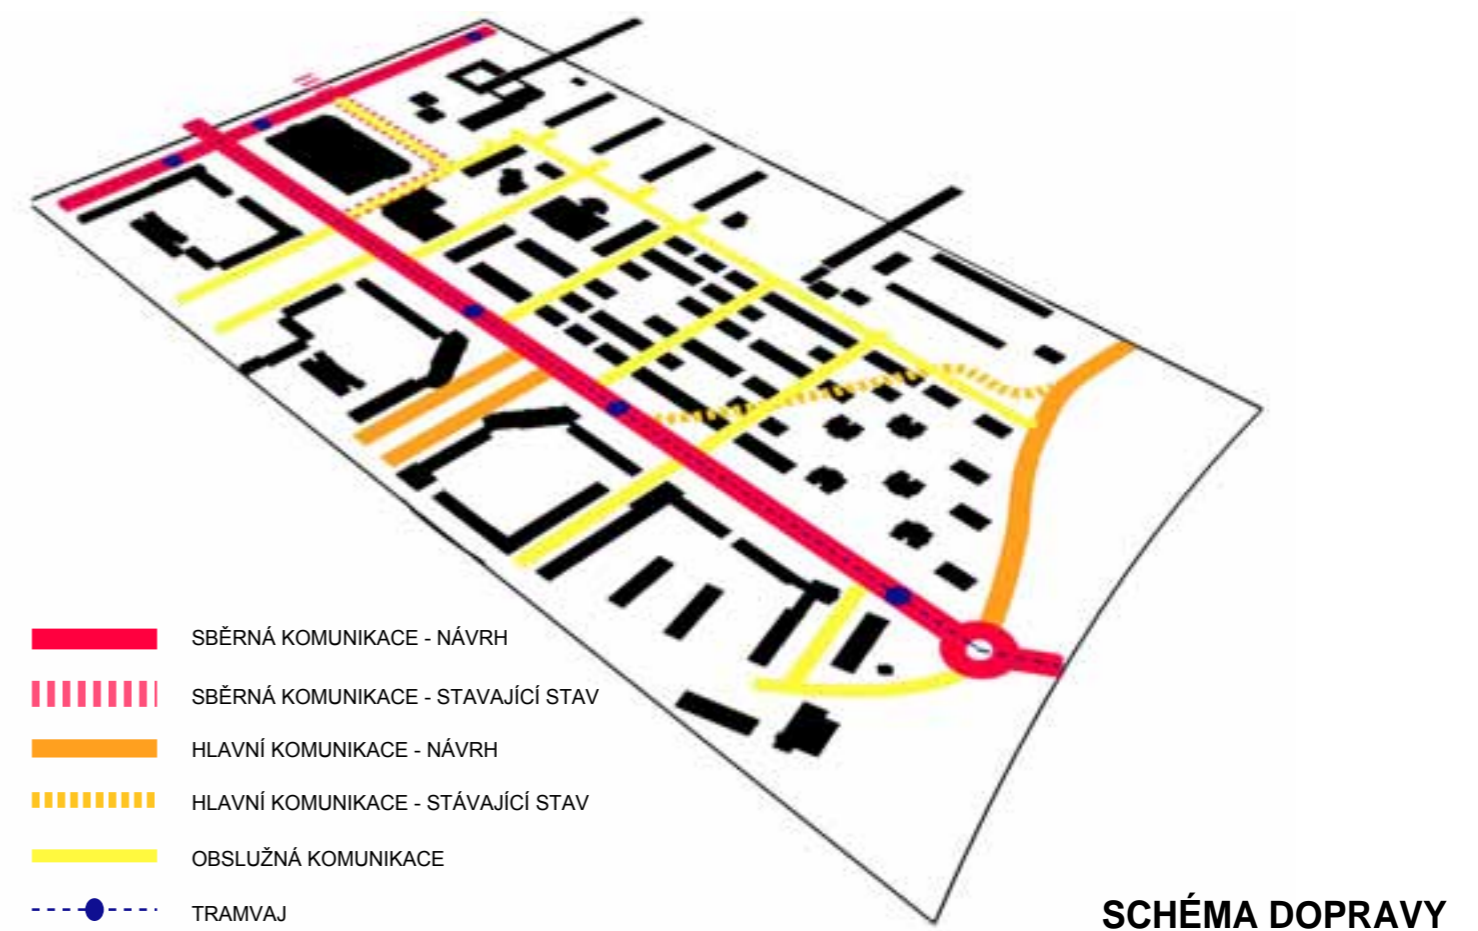 SBĚRNÁ KOMUNIKACE - NÁVRH
SBĚRNÁ KOMUNIKACE - STAVAJÍCÍ STAV
HLAVNÍ KOMUNIKACE - NÁVRH
HLAVNÍ KOMUNIKACE - STÁVAJÍCÍ STAV
OBSLUŽNÁ KOMUNIKACE
TRAMVAJ
SCHÉMA DOPRAVY